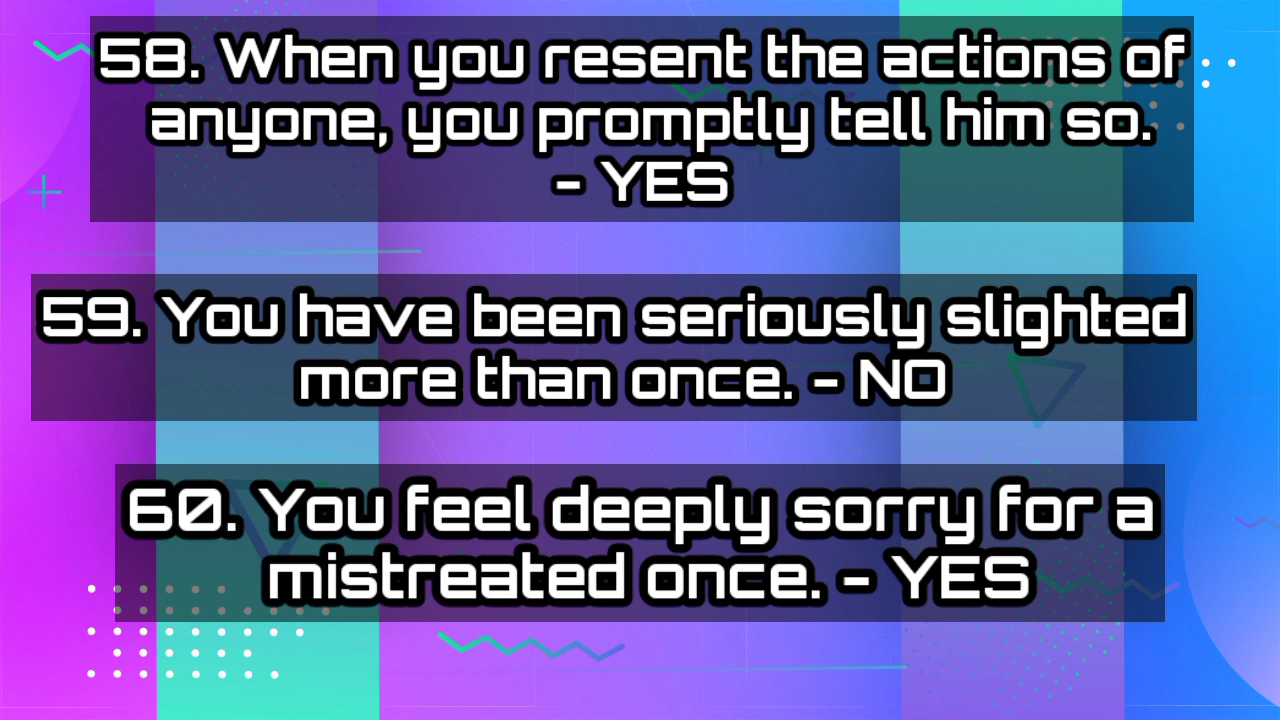 58. When you resent the actions of
anyone, you promptly tell him so.
- YES
59. You have been seriously slighted
more than once. - NO
60. You feel deeply sorry for a
mistreated once. - YES